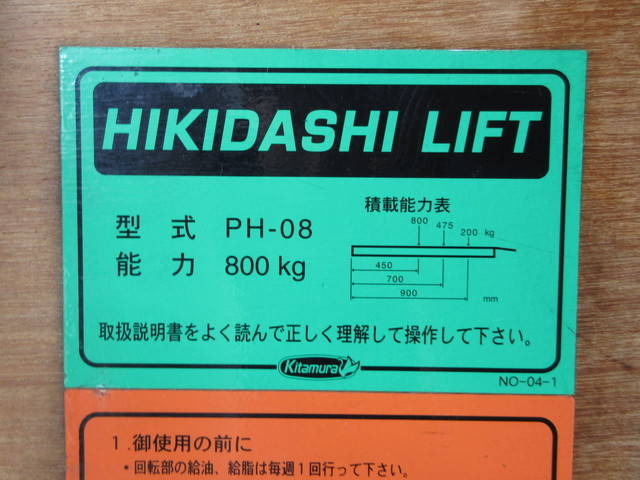 HIKIDASHI LIFT
型 式 PH-08
能 力 800 kg
積載能力表
800 475 200 kg
450
700
900 mm
取扱説明書をよく読んで正しく理解して操作して下さい。
Kitamura
NO-04-1
1.御使用の前に
*回転部の給油、給脂は毎週1回行って下さい。